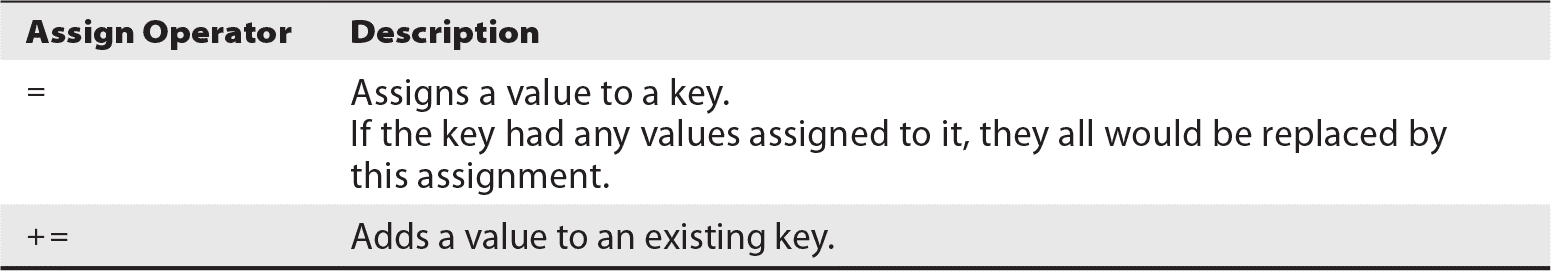 Assign Operator Description
= Assigns a value to a key.
If the key had any values assigned to it, they all would be replaced by
this assignment.
+= Adds a value to an existing key.